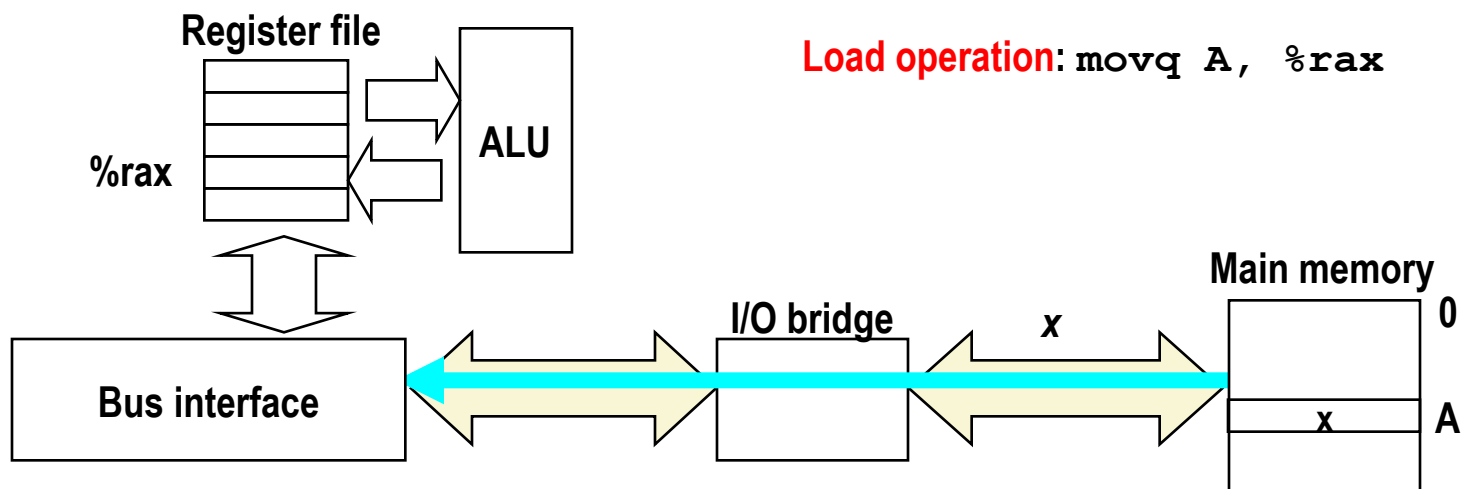 Register file
Load operation: movq A, %rax
ALU
%rax
Main memory
0
I/O bridge
x
Bus interface
x
A